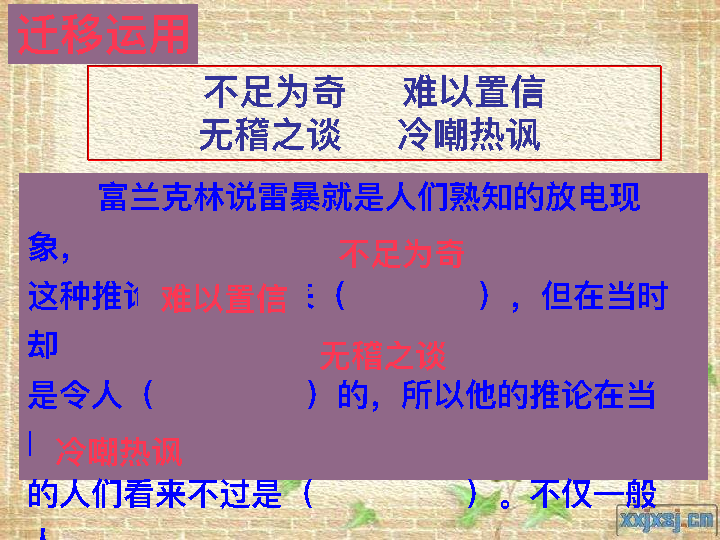 迁移运用
不足为奇 难以置信
无稽之谈 冷嘲热讽
富兰克林说雷暴就是人们熟知的放电现
象，
不足为奇
这种推论 （ ），但在当时
难以置信
却
无稽之谈
是令人（ ）的，所以他的推论在当
冷嘲热讽
的人们看来不过是（ ）。不仅一般
xxjxsj.cn